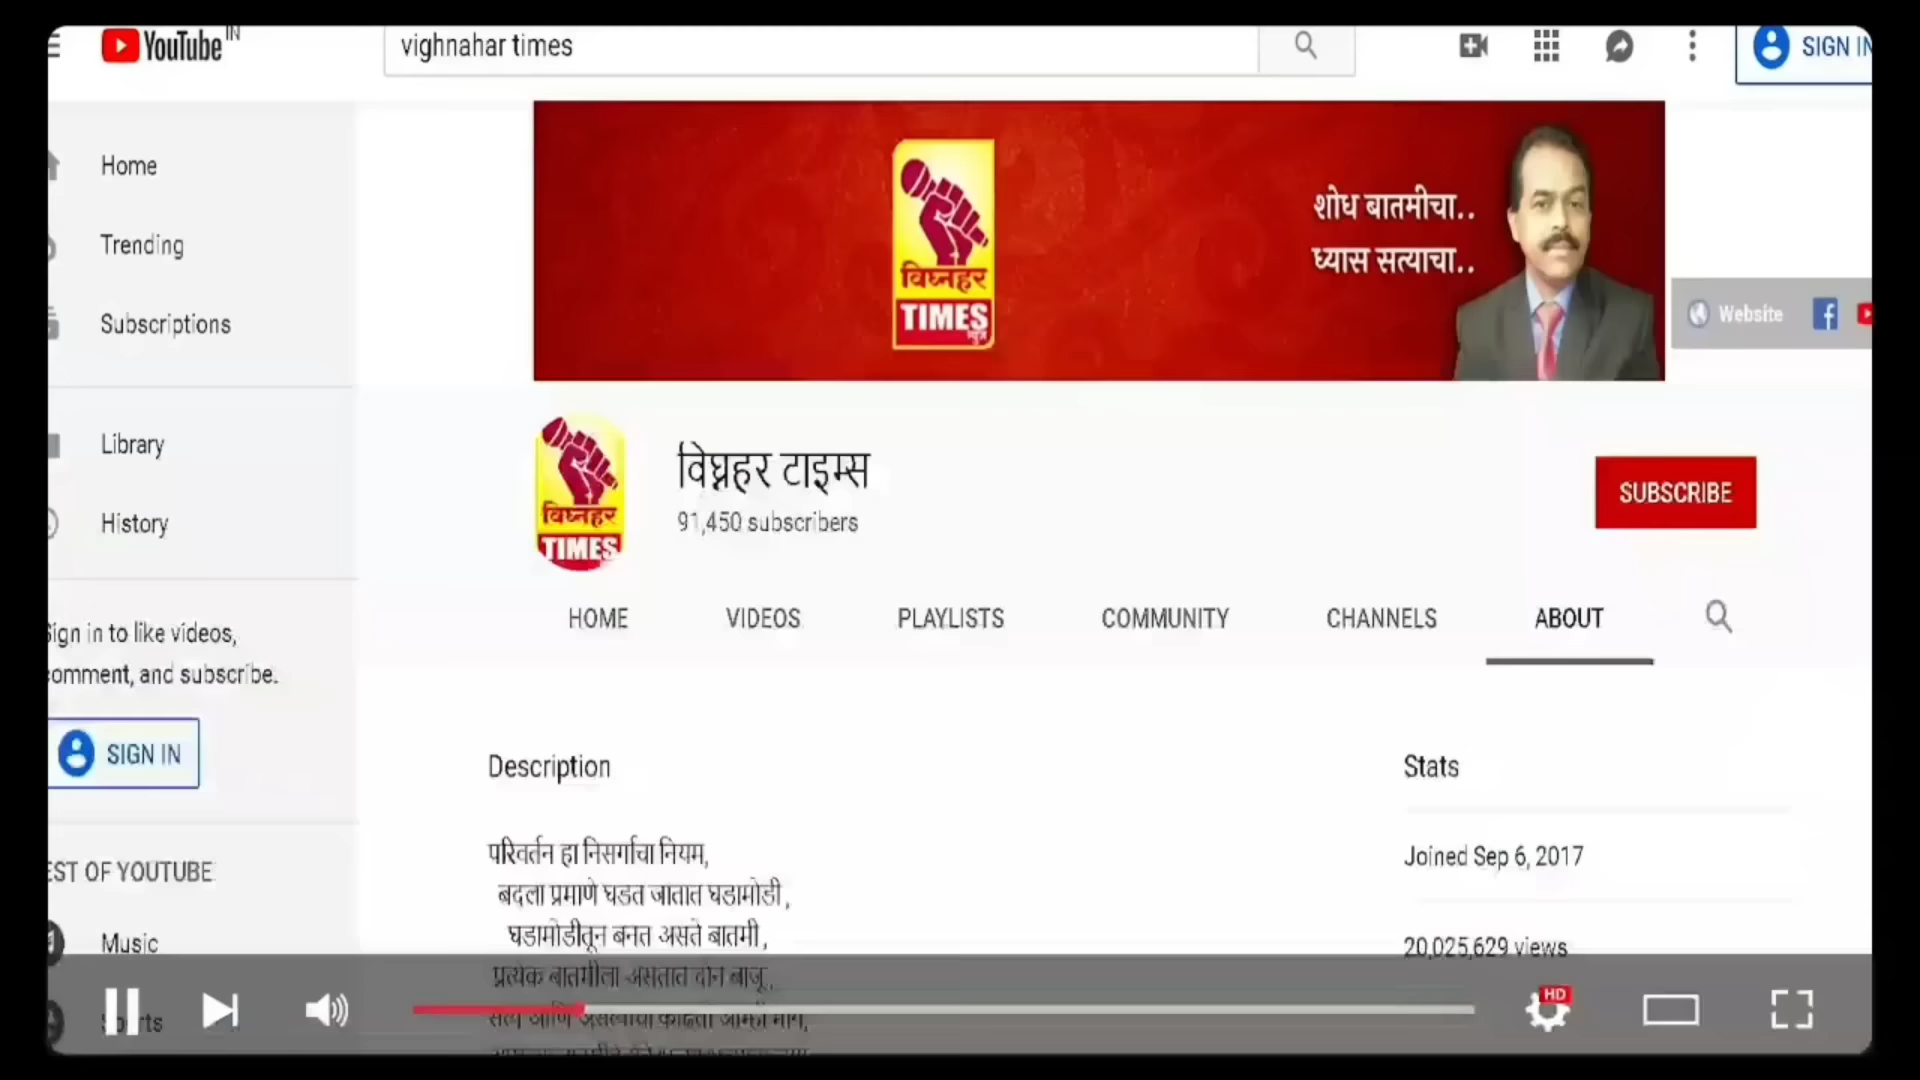 YouTube IN
vighnahar times
SIGN IN
Home
Trending
Subscriptions
Library
History
Sign in to like videos,
comment, and subscribe.
SIGN IN
EST OF YOUTUBE
Music
Sports
विघ्नहर
TIMES
न्यूज
शोध बातमीचा..
ध्यास सत्याचा..
Website
विघ्नहर
TIMES
विघ्नहर टाइम्स
91,450 subscribers
SUBSCRIBE
HOME VIDEOS PLAYLISTS COMMUNITY CHANNELS ABOUT
Description
परिवर्तन हा निसर्गाचा नियम,
बदला प्रमाणे घडत जातात घडामोडी,
घडामोडीतून बनत असते बातमी,
प्रत्येक बातमीला असतात दोन बाजू,
Stats
Joined Sep 6, 2017
20,025,629 views
HD